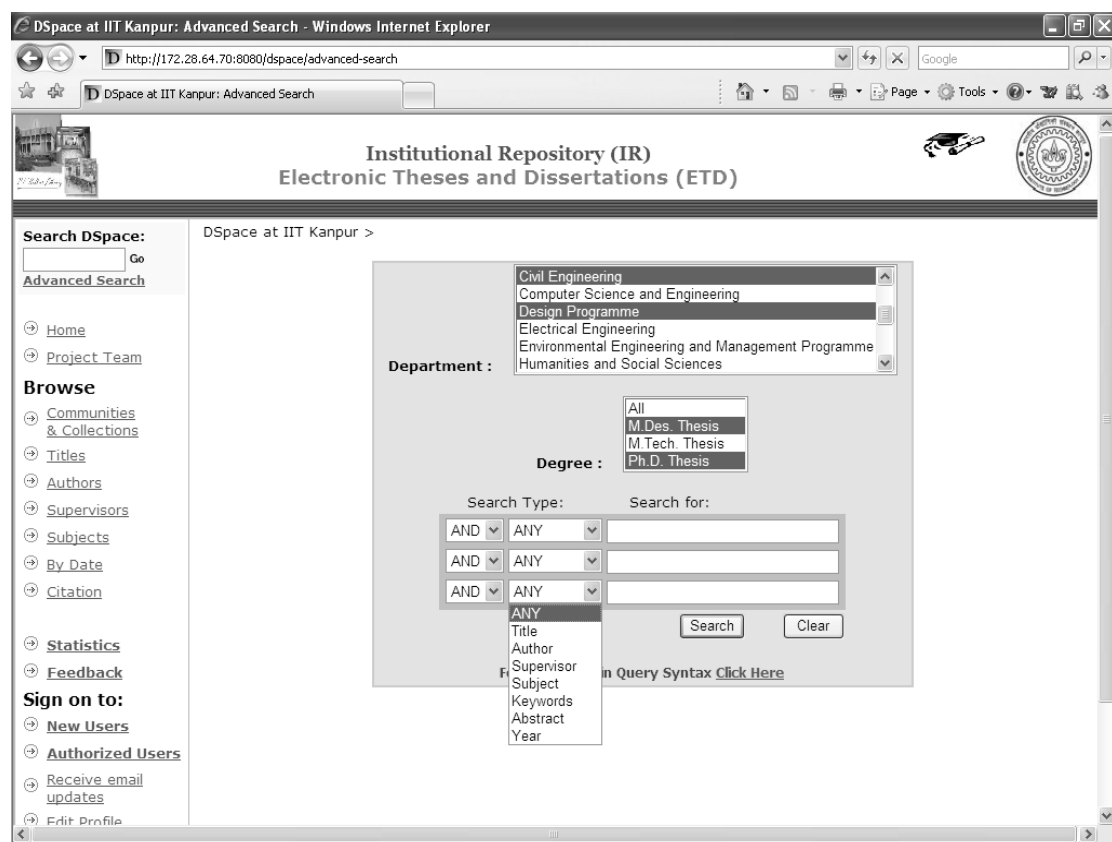 DSpace at IIT Kanpur: Advanced Search - Windows Internet Explorer
http://172.28.64.70:8080/dspace/advanced-search
Google
DSpace at IIT Kanpur: Advanced Search
Page
Tools
Institutional Repository (IR)
Electronic Theses and Dissertations (ETD)
Search DSpace:
Go
Advanced Search
Home
Project Team
Browse
Communities
& Collections
Titles
Authors
Supervisors
Subjects
By Date
Citation
Statistics
Feedback
Sign on to:
New Users
Authorized Users
Receive email
updates
Edit Profile
DSpace at IIT Kanpur >
Department :
Civil Engineering
Computer Science and Engineering
Design Programme
Electrical Engineering
Environmental Engineering and Management Programme
Humanities and Social Sciences
Degree :
All
M.Des. Thesis
M.Tech. Thesis
Ph.D. Thesis
Search Type: Search for:
AND ANY
AND ANY
AND ANY
ANY
Title
Author
Supervisor
Subject
Keywords
Abstract
Year
Search Clear
in Query Syntax Click Here